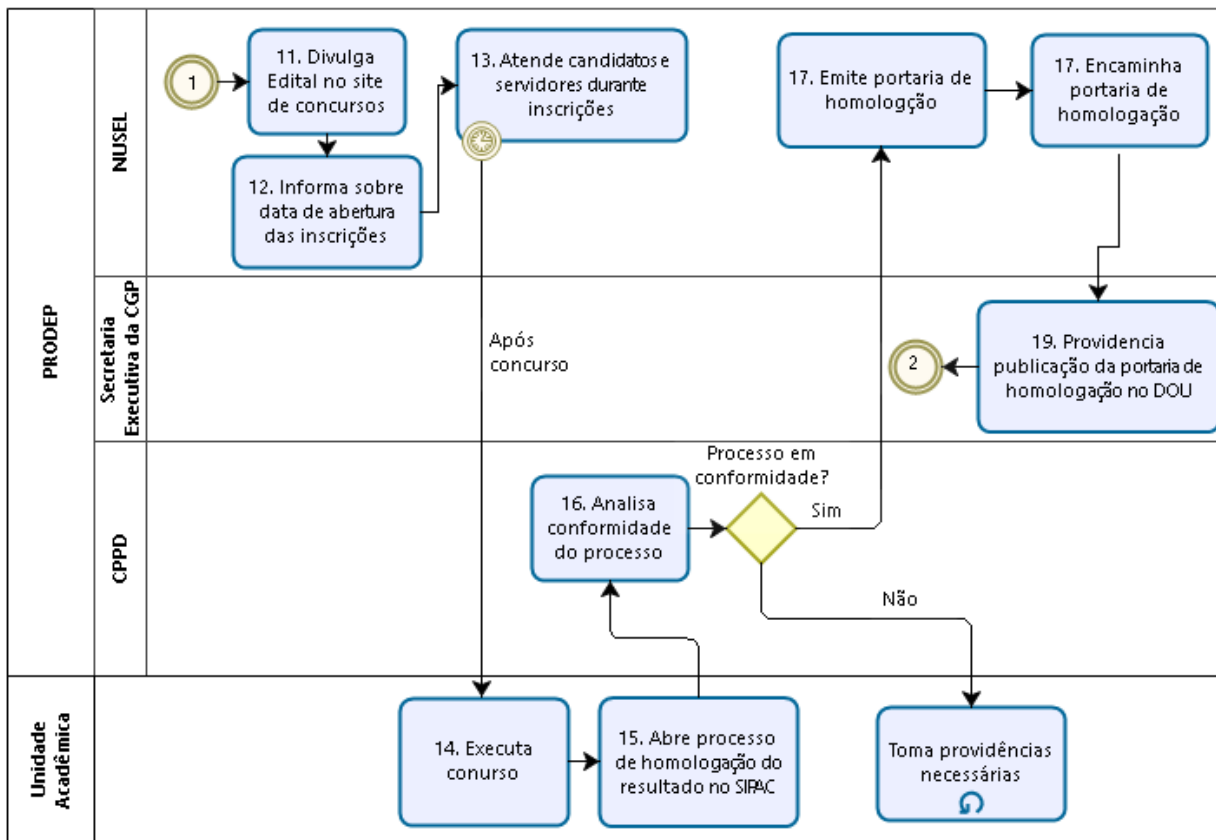 PRODEP
NUSEL
1
11. Divulga
Edital no site
de concursos
12. Informa sobre
data de abertura
das inscrições
13. Atende candidatos e
servidores durante
inscrições
17. Emite portaria de
homologção
17. Encaminha
portaria de
homologação
Secretaria
Executiva da CGP
Após
concurso
2
19. Providencia
publicação da portaria de
homologação no DOU
CPPD
16. Analisa
conformidade
do processo
Processo em
conformidade?
Sim
Não
Unidade
Acadêmica
14. Executa
conurso
15. Abre processo
de homologação do
resultado no SIPAC
Toma providências
necessárias